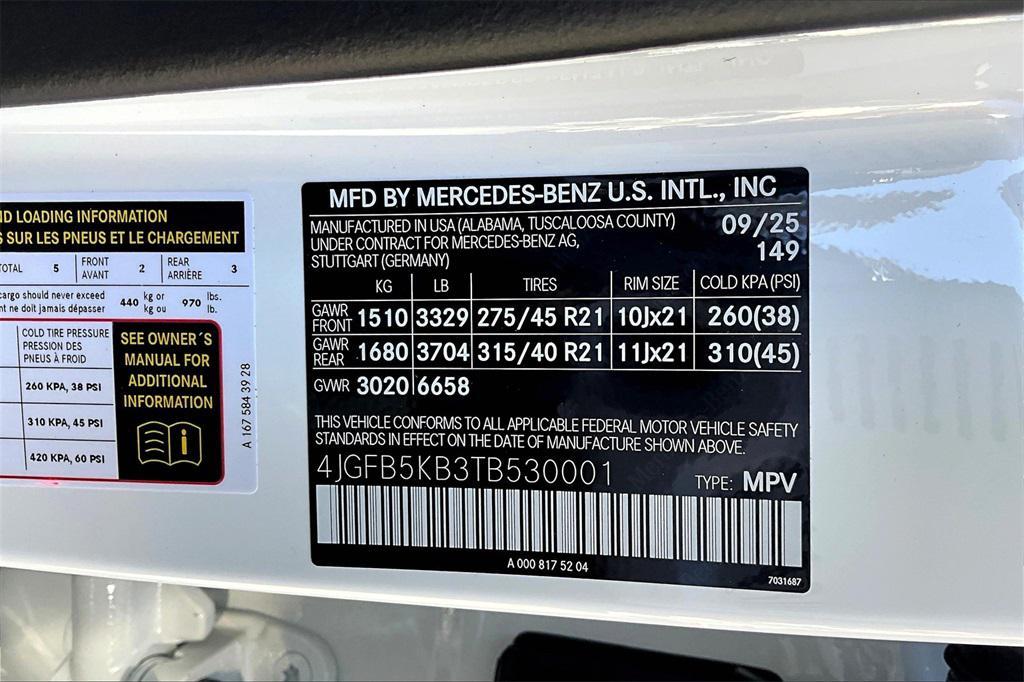 ND LOADING INFORMATION
S SUR LES PNEUS ET LE CHARGEMENT
TOTAL 5 FRONT AVANT 2 REAR ARRIÈRE 3
cargo should never exceed
nt ne doit jamais dépasser
440 kg or kg ou 970 lbs. lb.
COLD TIRE PRESSURE
PRESSION DES
PNEUS À FROID
260 KPA, 38 PSI
310 KPA, 45 PSI
420 KPA, 60 PSI
SEE OWNER´S
MANUAL FOR
ADDITIONAL
INFORMATION
A 167 584 39 28
MFD BY MERCEDES-BENZ U.S. INTL., INC
MANUFACTURED IN USA (ALABAMA, TUSCALOOSA COUNTY) 09/25
UNDER CONTRACT FOR MERCEDES-BENZ AG, 149
STUTTGART (GERMANY)
KG LB TIRES RIM SIZE COLD KPA (PSI)
GAWR FRONT 1510 3329 275/45 R21 10Jx21 260(38)
GAWR REAR 1680 3704 315/40 R21 11Jx21 310(45)
GVWR 3020 6658
THIS VEHICLE CONFORMS TO ALL APPLICABLE FEDERAL MOTOR VEHICLE SAFETY
STANDARDS IN EFFECT ON THE DATE OF MANUFACTURE SHOWN ABOVE.
4JGFB5KB3TB530001 TYPE: MPV
A 000 817 52 04
7031687